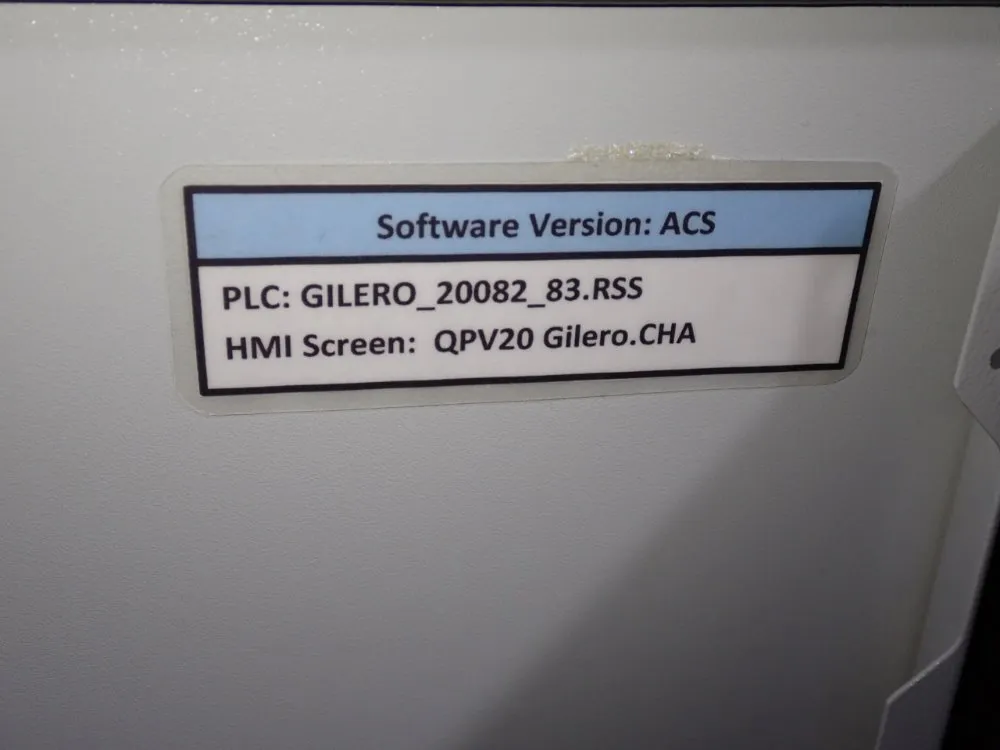 Software Version: ACS
PLC: GILERO_20082_83.RSS
HMI Screen: QPV20 Gilero.CHA